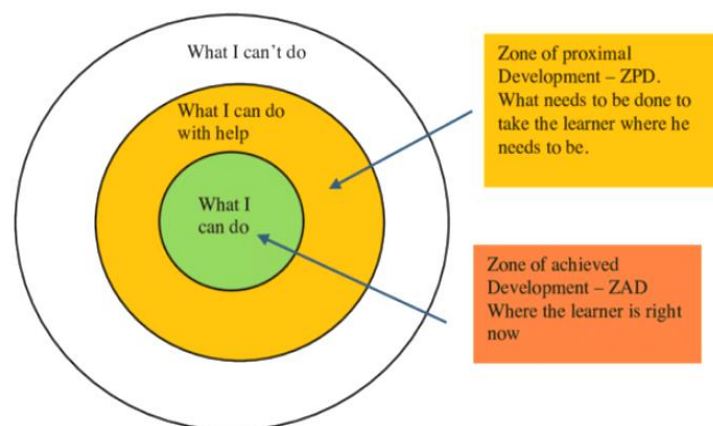 What I can't do
What I can do
with help
What I
can do
Zone of proximal
Development – ZPD.
What needs to be done to
take the learner where he
needs to be.
Zone of achieved
Development – ZAD
Where the learner is right
now